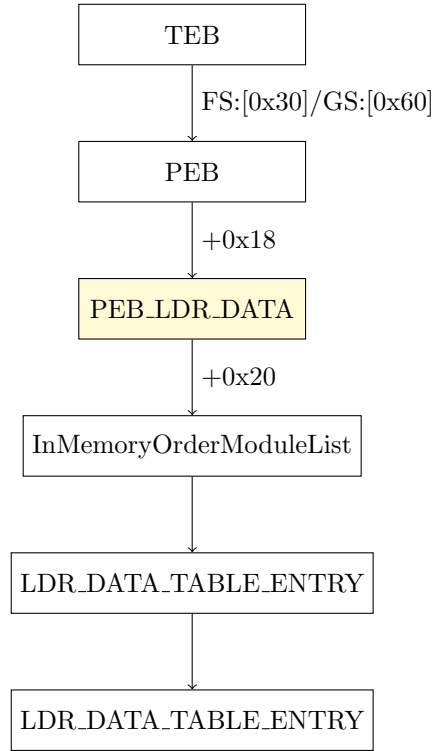 TEB
FS:[0x30]/GS:[0x60]
PEB
+0x18
PEB_LDR_DATA
+0x20
InMemoryOrderModuleList
LDR_DATA_TABLE_ENTRY
LDR_DATA_TABLE_ENTRY